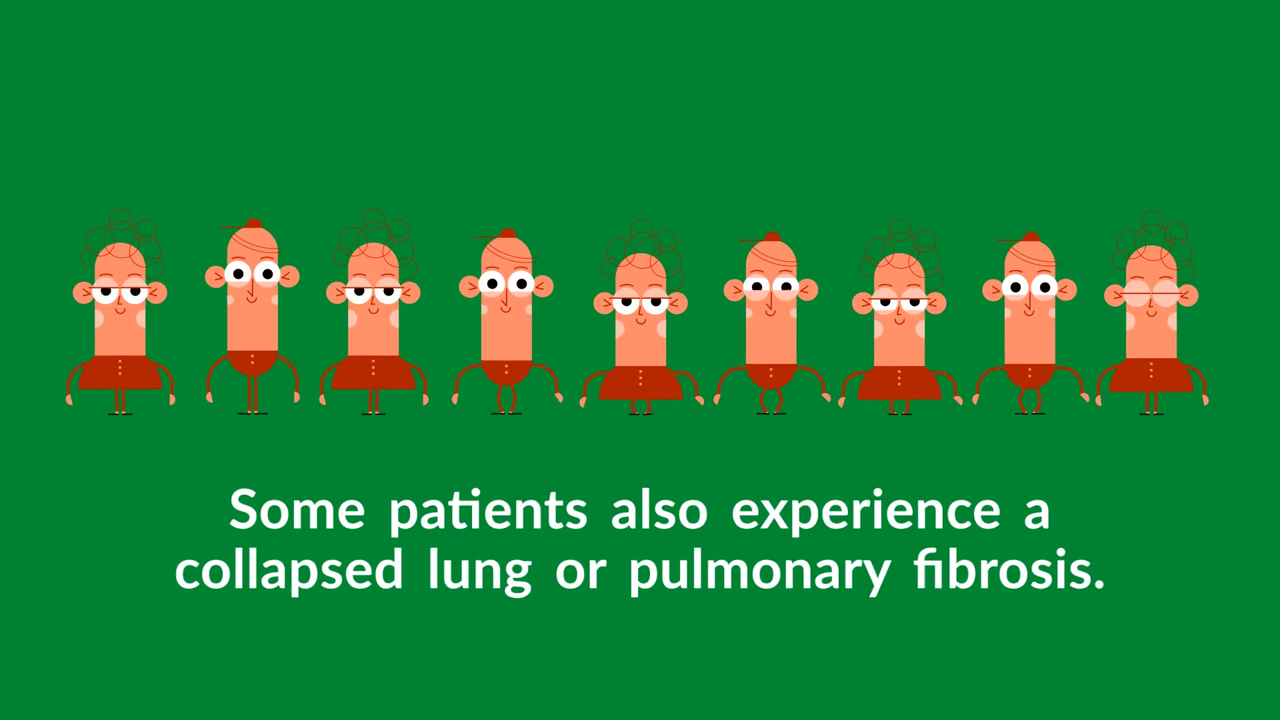 Some patients also experience a
collapsed lung or pulmonary fibrosis.